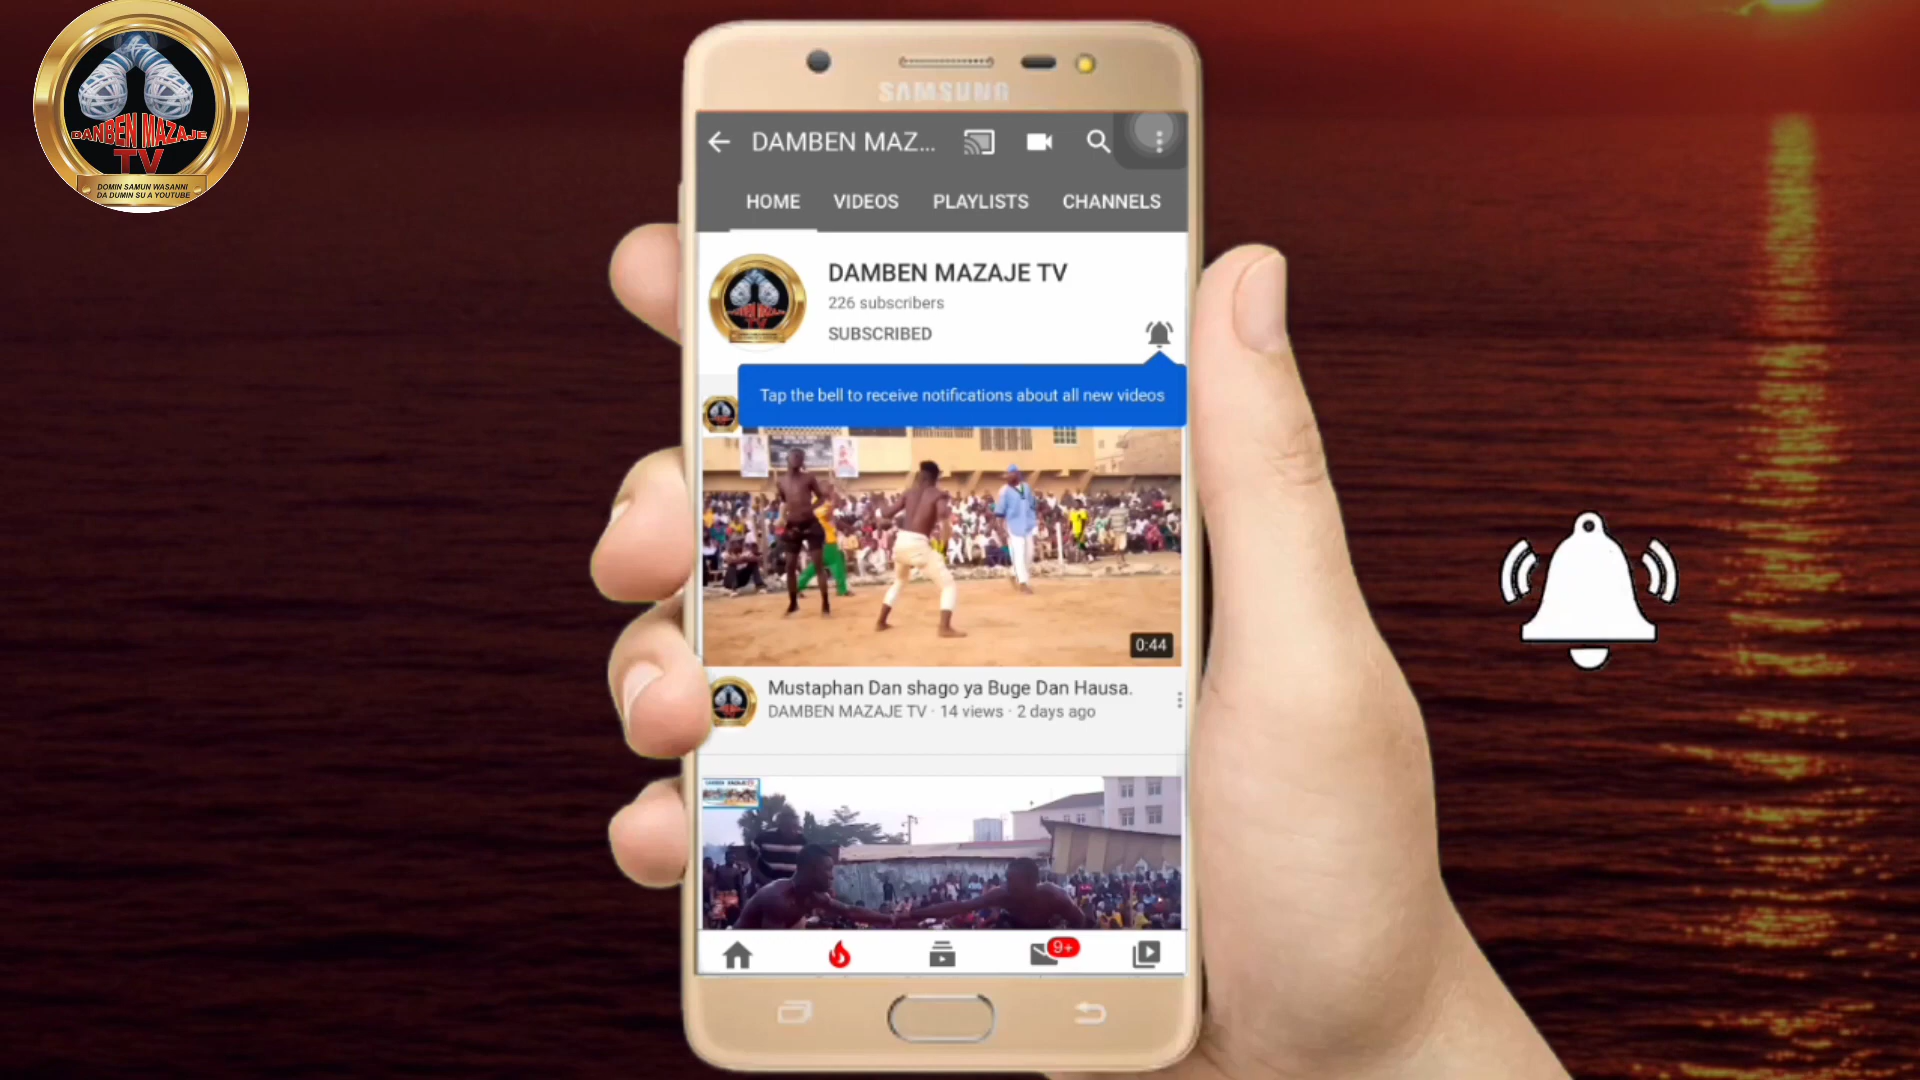 DANBEN MAZAJE
TV
DOMIN SAMUN WASANNI
DA DUMIN SU A YOUTUBE
SAMSUNG
DAMBEN MAZ...
HOME VIDEOS PLAYLISTS CHANNELS
DAMBEN MAZAJE TV
226 subscribers
SUBSCRIBED
Tap the bell to receive notifications about all new videos
0:44
Mustaphan Dan shago ya Buge Dan Hausa.
DAMBEN MAZAJE TV · 14 views · 2 days ago
9+